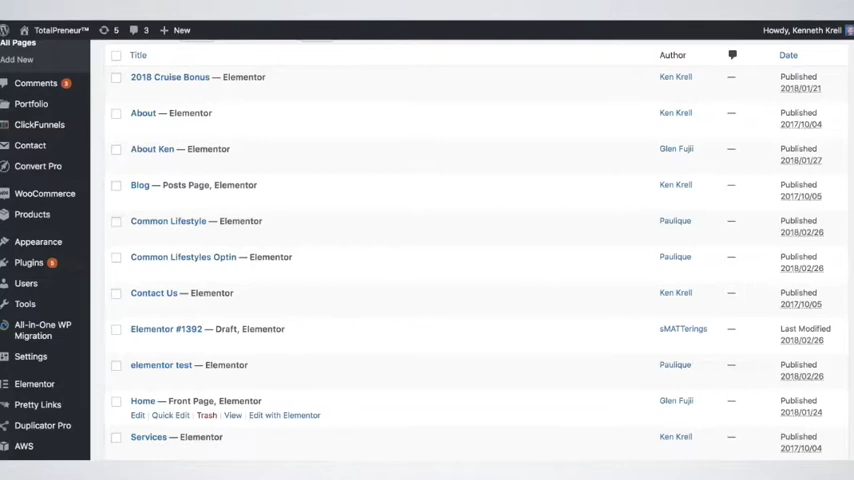 TotalPreneur™ 5 3 + New Howdy, Kenneth Krell
All Pages
Add New
Comments 3
Portfolio
ClickFunnels
Contact
Convert Pro
WooCommerce
Products
Appearance
Plugins 5
Users
Tools
All-in-One WP
Migration
Settings
Elementor
Pretty Links
Duplicator Pro
AWS
Title Author Date
2018 Cruise Bonus — Elementor Ken Krell — Published
2018/01/21
About — Elementor Ken Krell — Published
2017/10/04
About Ken — Elementor Glen Fujii — Published
2018/01/27
Blog — Posts Page, Elementor Ken Krell — Published
2017/10/05
Common Lifestyle — Elementor Paulique — Published
2018/02/26
Common Lifestyles Optin — Elementor Paulique — Published
2018/02/26
Contact Us — Elementor Ken Krell — Published
2017/10/05
Elementor #1392 — Draft, Elementor sMATTerings — Last Modified
2018/02/26
elementor test — Elementor Paulique — Published
2018/02/26
Home — Front Page, Elementor Glen Fujii — Published
Edit | Quick Edit | Trash | View | Edit with Elementor 2018/01/24
Services — Elementor Ken Krell — Published
2017/10/04